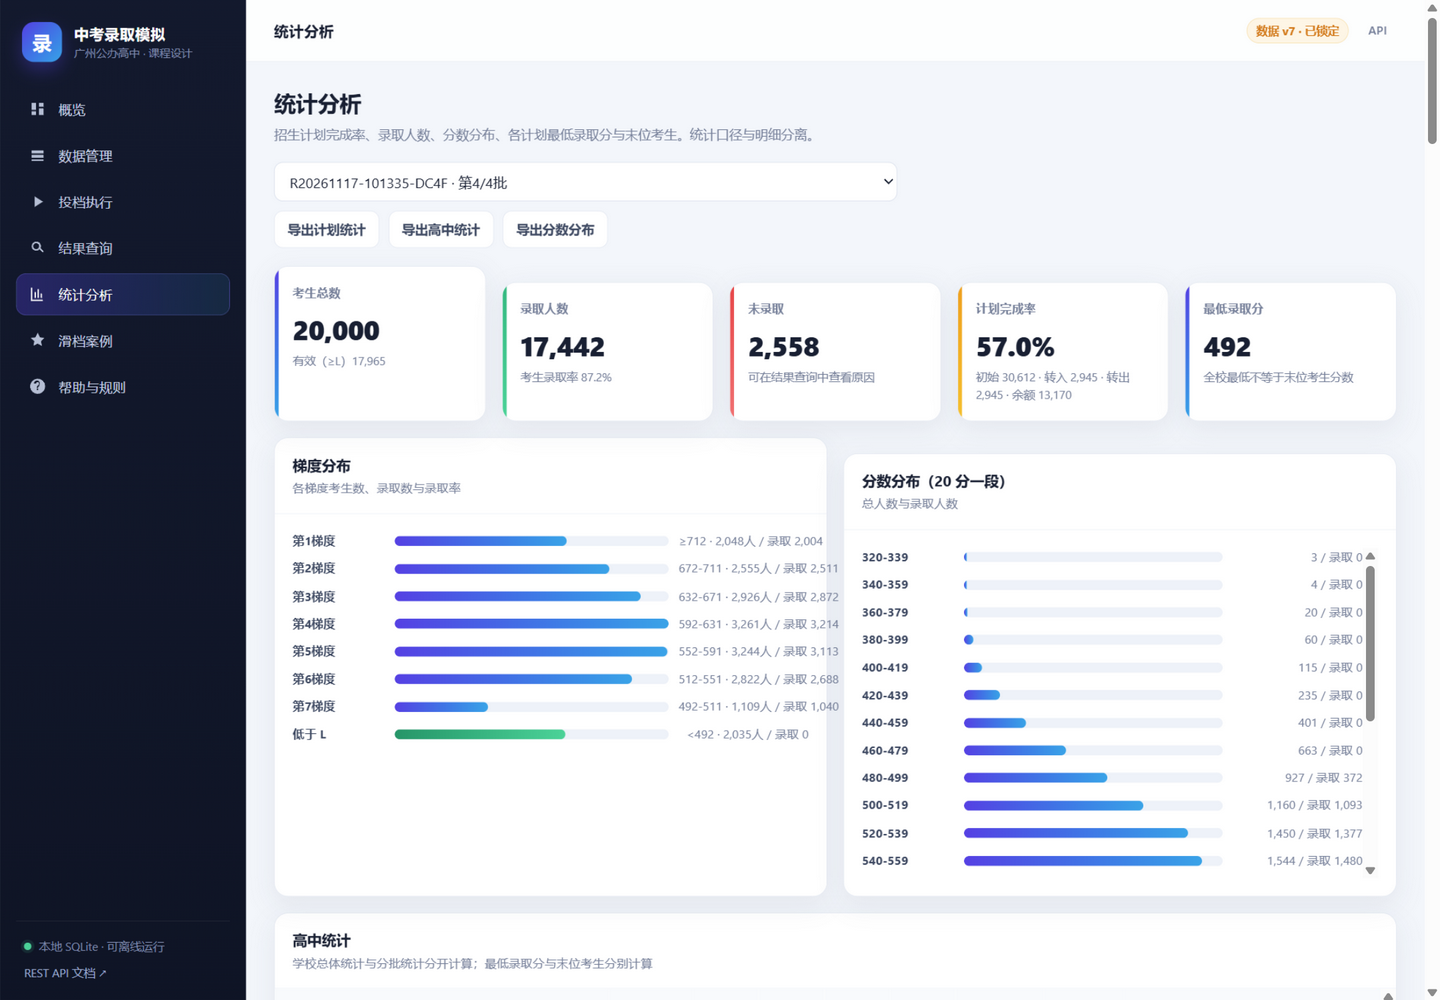 录
中考录取模拟
广州公办高中 · 课程设计
概览
数据管理
投档执行
结果查询
统计分析
滑档案例
帮助与规则
本地 SQLite · 可离线运行
REST API 文档 ↗
统计分析
数据 v7 · 已锁定
API
统计分析
招生计划完成率、录取人数、分数分布、各计划最低录取分与末位考生。统计口径与明细分离。
R20261117-101335-DC4F · 第4/4批
导出计划统计
导出高中统计
导出分数分布
考生总数
20,000
有效（≥L）17,965
录取人数
17,442
考生录取率 87.2%
未录取
2,558
可在结果查询中查看原因
计划完成率
57.0%
初始 30,612 · 转入 2,945 · 转出
2,945 · 余额 13,170
最低录取分
492
全校最低不等于末位考生分数
梯度分布
各梯度考生数、录取数与录取率
第1梯度 ≥712 · 2,048人 / 录取 2,004
第2梯度 672-711 · 2,555人 / 录取 2,511
第3梯度 632-671 · 2,926人 / 录取 2,872
第4梯度 592-631 · 3,261人 / 录取 3,214
第5梯度 552-591 · 3,244人 / 录取 3,113
第6梯度 512-551 · 2,822人 / 录取 2,688
第7梯度 492-511 · 1,109人 / 录取 1,040
低于 L <492 · 2,035人 / 录取 0
分数分布（20 分一段）
总人数与录取人数
320-339 3 / 录取 0
340-359 4 / 录取 0
360-379 20 / 录取 0
380-399 60 / 录取 0
400-419 115 / 录取 0
420-439 235 / 录取 0
440-459 401 / 录取 0
460-479 663 / 录取 0
480-499 927 / 录取 372
500-519 1,160 / 录取 1,093
520-539 1,450 / 录取 1,377
540-559 1,544 / 录取 1,480
高中统计
学校总体统计与分批统计分开计算；最低录取分与末位考生分别计算